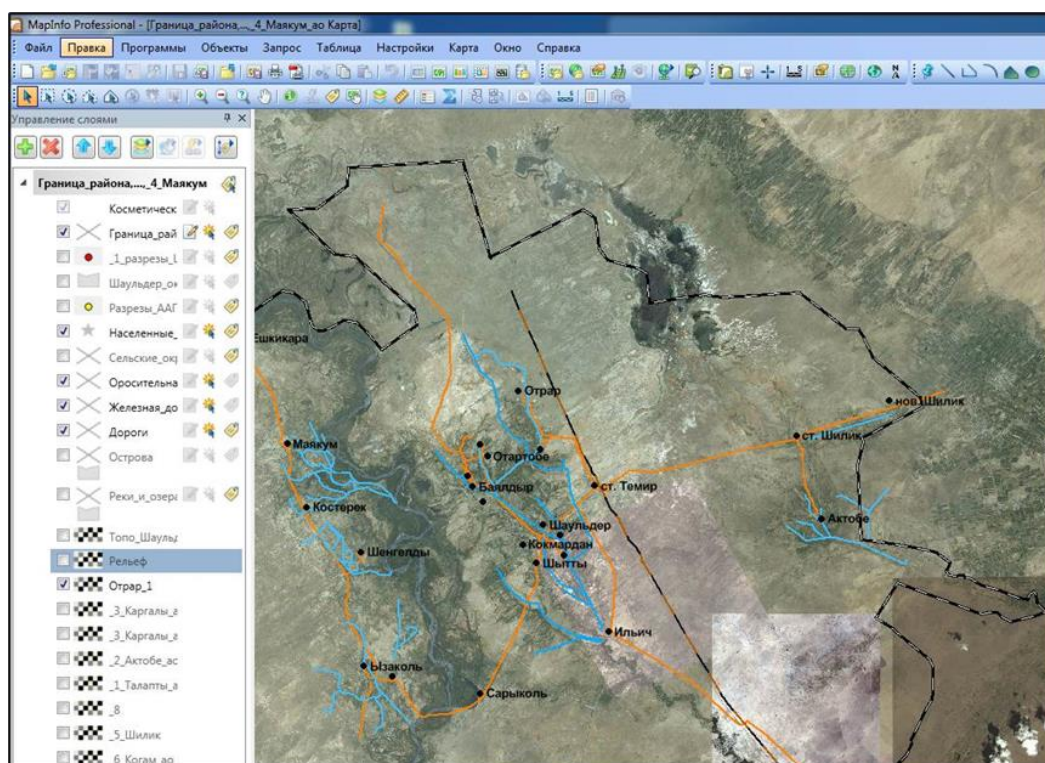 MapInfo Professional - [Граница_района,...,_4_Маякум_ао Карта]
Файл Правка Программы Объекты Запрос Таблица Настройки Карта Окно Справка
Управление слоями
Граница_района,...,_4_Маякум
Косметическ
Граница_рай
_1_разрезы_
Шаульдер_о
Разрезы_ААГ
Населенные_
Сельские_ок
Оросительна
Железная_до
Дороги
Острова
Реки_и_озера
Топо_Шаульд
Рельеф
Отрар_1
_3_Каргалы_а
_3_Каргалы_а
_2_Актобе_ас
_1_Талапты_а
_8
_5_Шилик
_6_Когам_ао
Ешкикара
Отрар
нов.Шилик
ст. Шилик
Маякум
Отартобе
Баялдыр
ст. Темир
Костерек
Шаульдер
Актобе
Кокмардан
Шенгелды
Шытты
Ильич
Ызаколь
Сарыколь